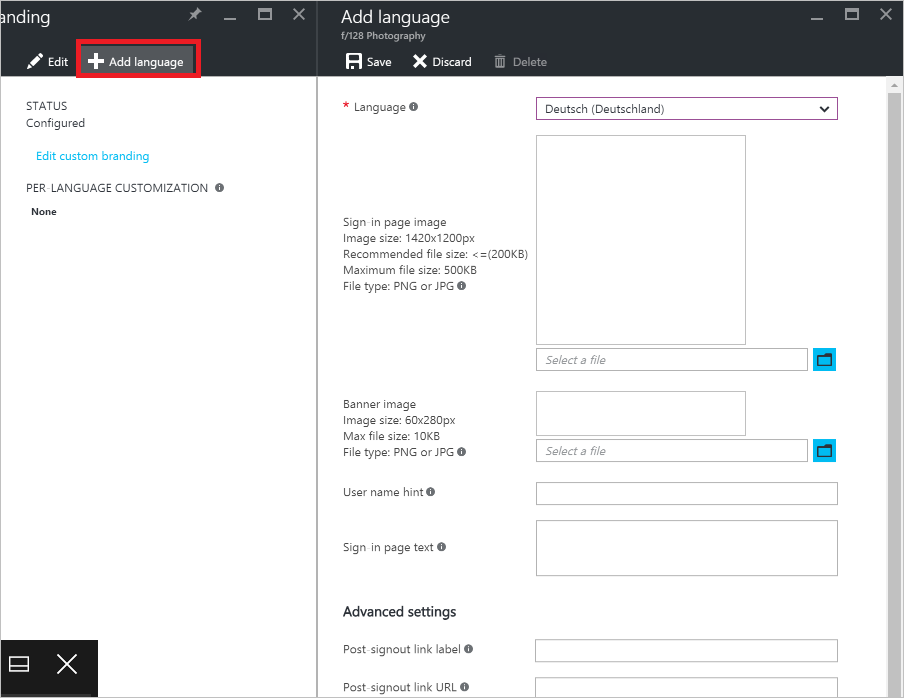 anding
Edit
Add language
STATUS
Configured
Edit custom branding
PER-LANGUAGE CUSTOMIZATION
None
Add language
f/128 Photography
Save
Discard
Delete
* Language
Deutsch (Deutschland)
Sign-in page image
Image size: 1420x1200px
Recommended file size: <=(200KB)
Maximum file size: 500KB
File type: PNG or JPG
Select a file
Banner image
Image size: 60x280px
Max file size: 10KB
File type: PNG or JPG
Select a file
User name hint
Sign-in page text
Advanced settings
Post-signout link label
Post-signout link URL